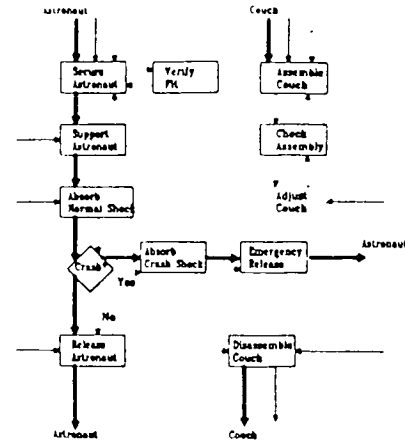 Astronaut
Couch
Secure
Astronaut
Verify
Fit
Assemble
Couch
Support
Astronaut
Check
Assembly
Absorb
Normal Shock
Adjust
Couch
Crash
Yes
Absorb
Crash Shock
Emergency
Release
Astronaut
No
Release
Astronaut
Disassemble
Couch
Astronaut
Couch